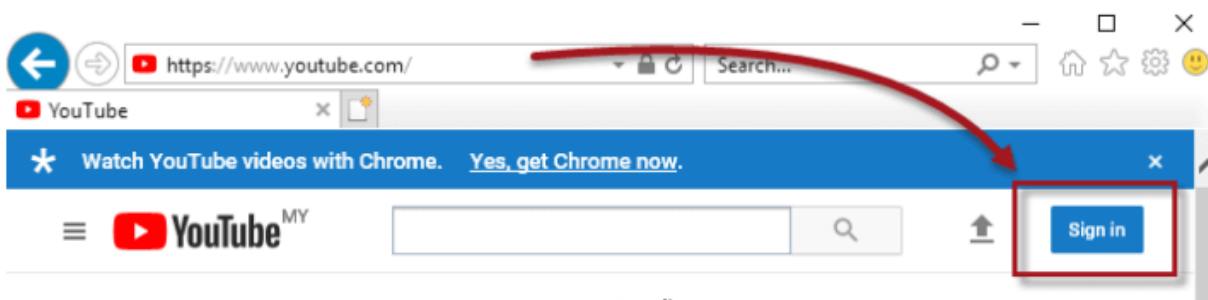 https://www.youtube.com/
Search...
YouTube
Watch YouTube videos with Chrome. Yes, get Chrome now.
YouTube MY
Sign in